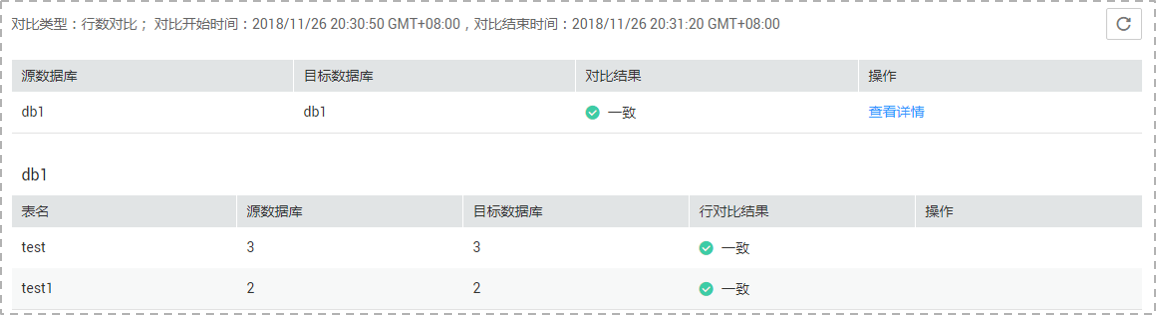 对比类型：行数对比； 对比开始时间：2018/11/26 20:30:50 GMT+08:00，对比结束时间：2018/11/26 20:31:20 GMT+08:00
源数据库 目标数据库 对比结果 操作
db1 db1 一致 查看详情
db1
表名 源数据库 目标数据库 行对比结果 操作
test 3 3 一致
test1 2 2 一致